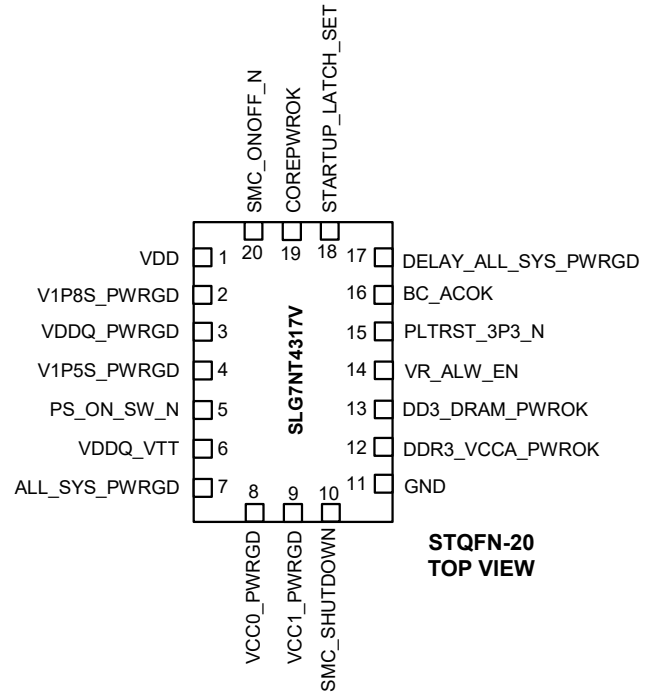 SMC_ONOFF_N
COREPWROK
STARTUP_LATCH_SET
20
19
18
VDD
1
17
DELAY_ALL_SYS_PWRGD
V1P8S_PWRGD
2
16
BC_ACOK
VDDQ_PWRGD
3
15
PLTRST_3P3_N
V1P5S_PWRGD
4
14
VR_ALW_EN
PS_ON_SW_N
5
13
DD3_DRAM_PWROK
VDDQ_VTT
6
12
DDR3_VCCA_PWROK
ALL_SYS_PWRGD
7
11
GND
SLG7NT4317V
8
9
10
VCC0_PWRGD
VCC1_PWRGD
SMC_SHUTDOWN
STQFN-20
TOP VIEW